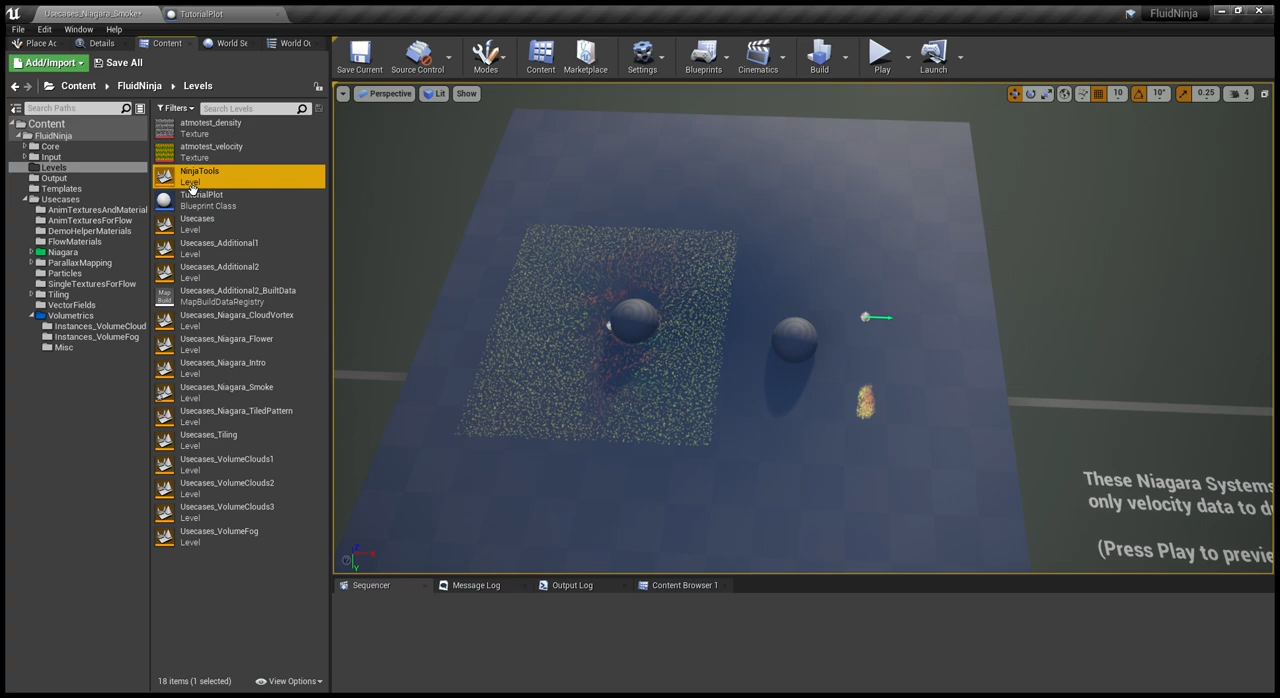 Usecases_Niagara_Smoke*
TutorialPlot
FluidNinja
File Edit Window Help
Place Ac
Details
Content
World Se
World Ou
Add/Import
Save All
Save Current
Source Control
Modes
Content
Marketplace
Settings
Blueprints
Cinematics
Build
Play
Launch
Content FluidNinja Levels
Search Paths
Filters
Search Levels
Perspective
Lit
Show
10
10°
0.25
4
Content
FluidNinja
Core
Input
Levels
Output
Templates
Usecases
AnimTexturesAndMaterial
AnimTexturesForFlow
DemoHelperMaterials
FlowMaterials
Niagara
ParallaxMapping
Particles
SingleTexturesForFlow
Tiling
VectorFields
Volumetrics
Instances_VolumeCloud
Instances_VolumeFog
Misc
atmotest_density
Texture
atmotest_velocity
Texture
NinjaTools
Level
TutorialPlot
Blueprint Class
Usecases
Level
Usecases_Additional1
Level
Usecases_Additional2
Level
Map
Build
Usecases_Additional2_BuiltData
MapBuildDataRegistry
Usecases_Niagara_CloudVortex
Level
Usecases_Niagara_Flower
Level
Usecases_Niagara_Intro
Level
Usecases_Niagara_Smoke
Level
Usecases_Niagara_TiledPattern
Level
Usecases_Tiling
Level
Usecases_VolumeClouds1
Level
Usecases_VolumeClouds2
Level
Usecases_VolumeClouds3
Level
Usecases_VolumeFog
Level
18 items (1 selected)
View Options
These Niagara Systems
only velocity data to d
(Press Play to previe
Z
X
Y
Sequencer
Message Log
Output Log
Content Browser 1